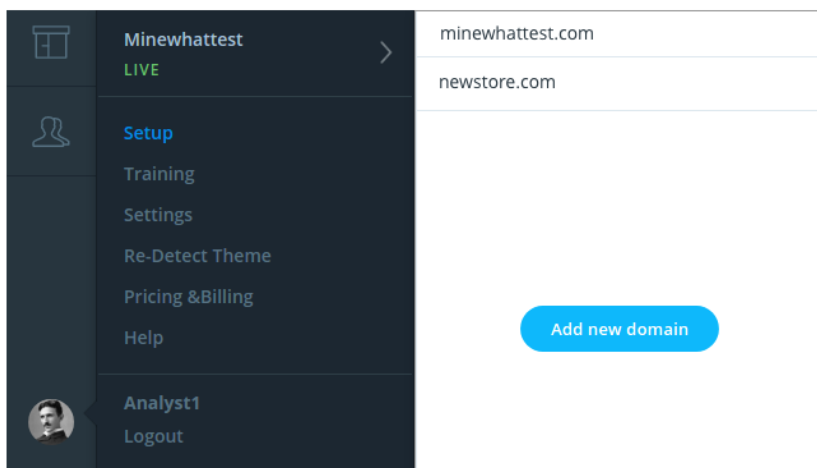 Minewhattest
LIVE
Setup
Training
Settings
Re-Detect Theme
Pricing &Billing
Help
Analyst1
Logout
minewhattest.com
newstore.com
Add new domain